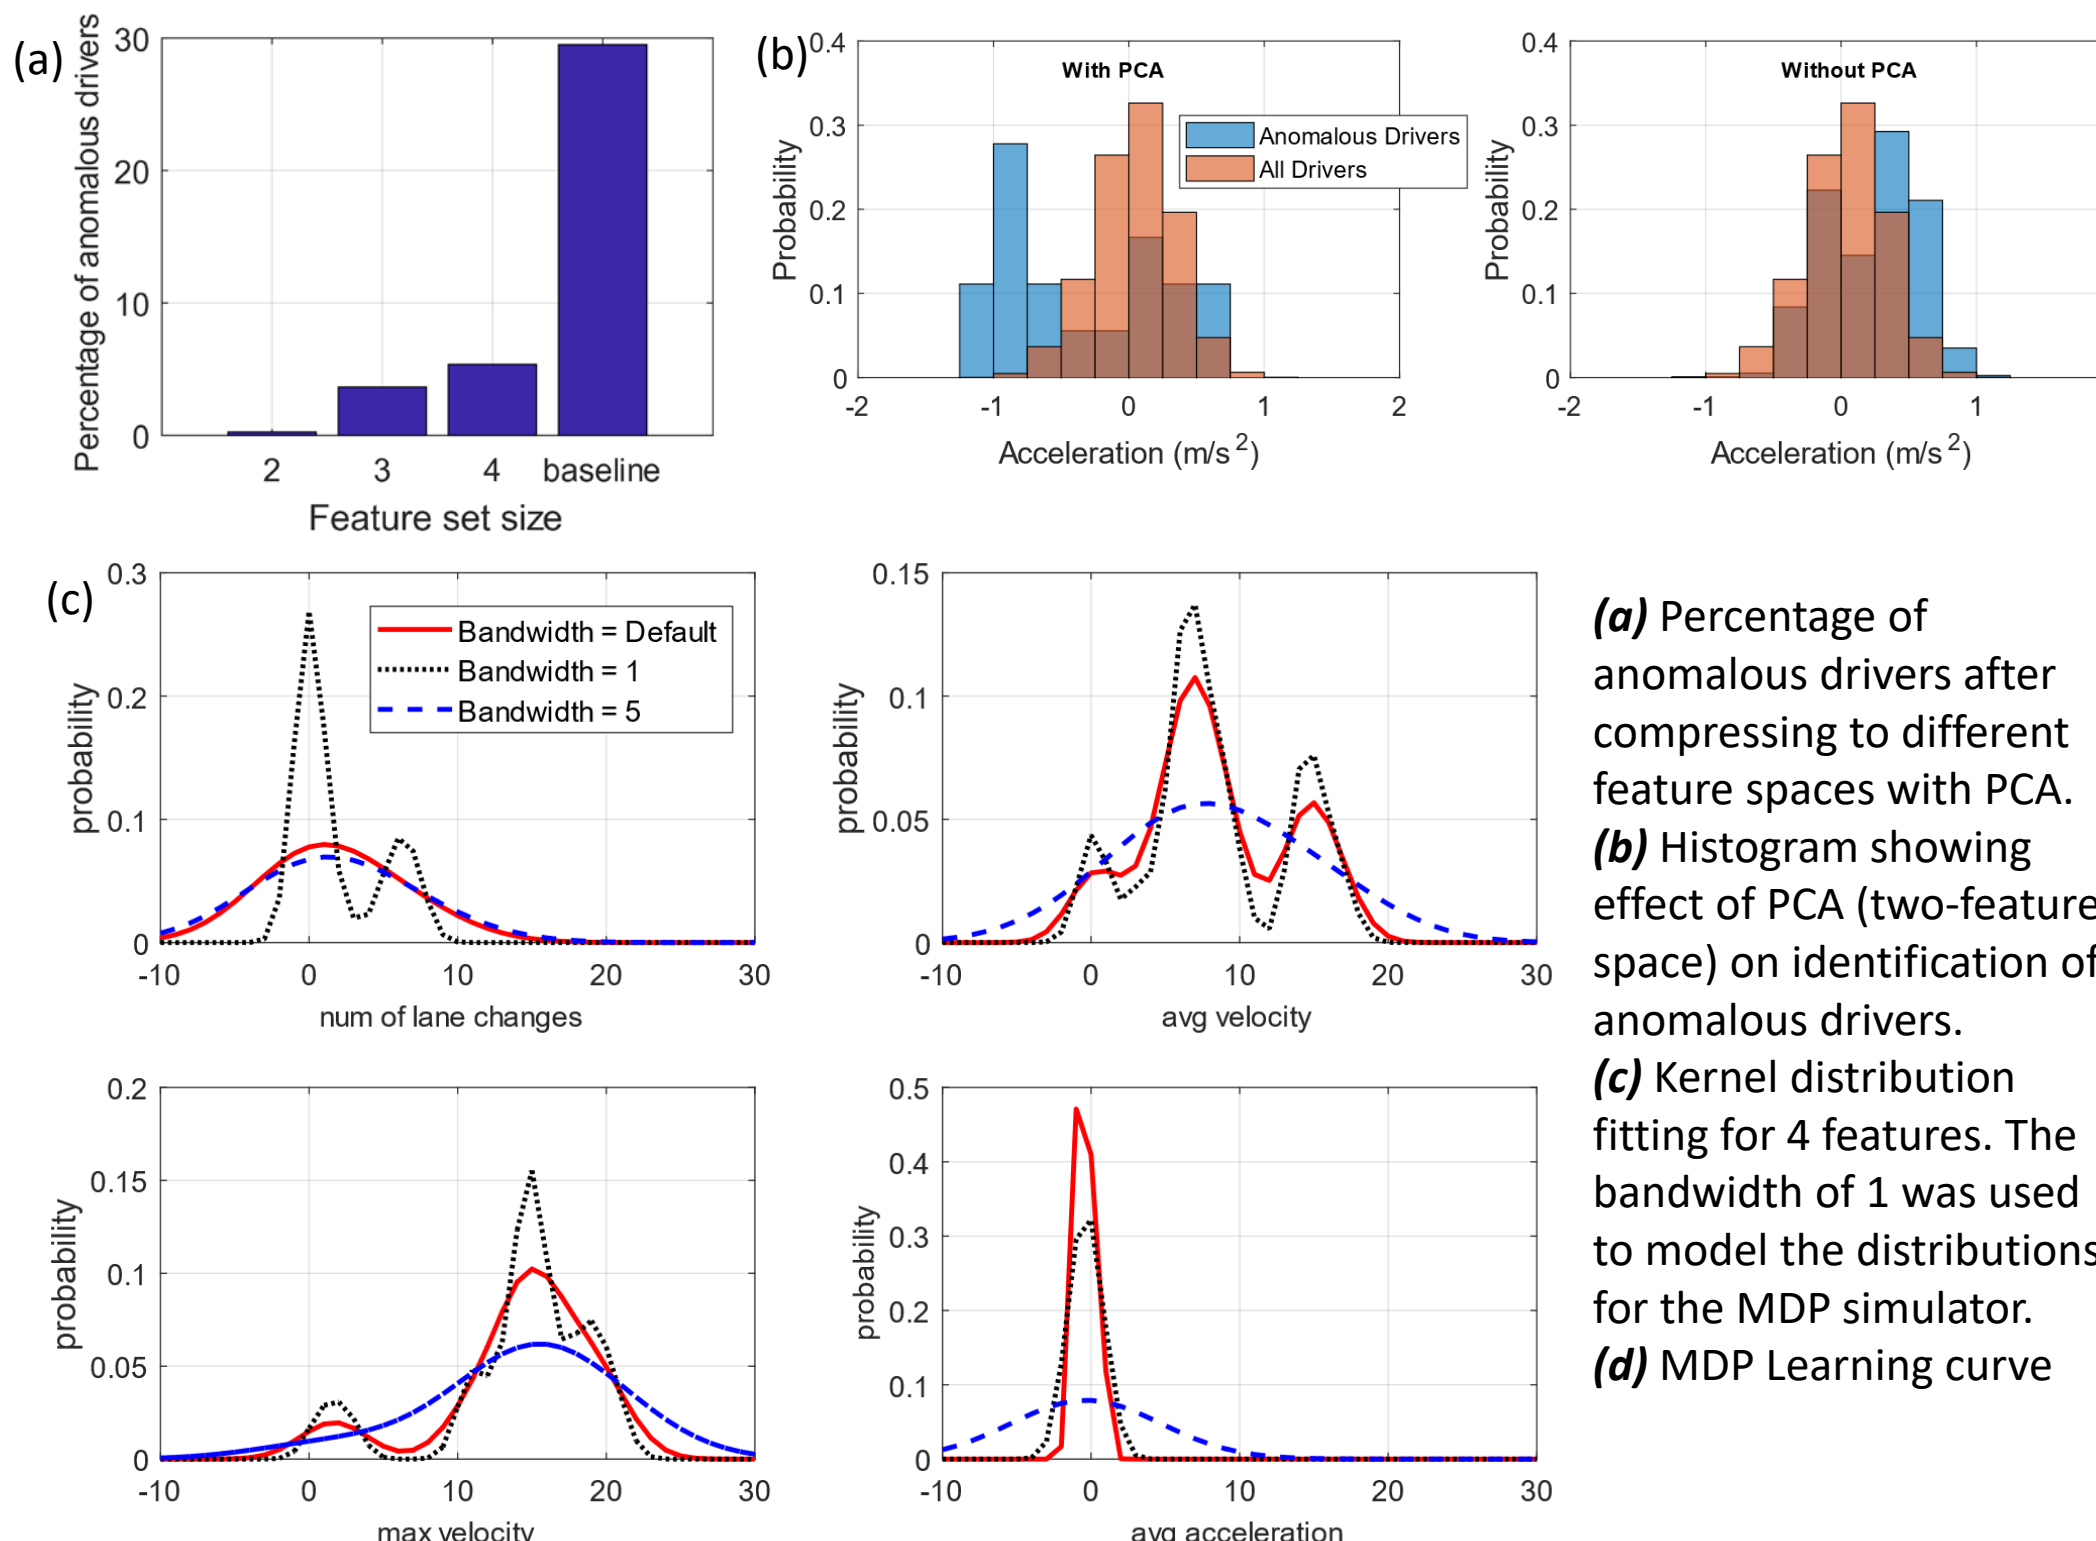 (a)
Percentage of anomalous drivers
30
20
10
0
2 3 4 baseline
Feature set size
(b)
With PCA
Anomalous Drivers
All Drivers
Probability
0.4
0.3
0.2
0.1
0
-2 -1 0 1 2
Acceleration (m/s²)
Without PCA
Probability
0.4
0.3
0.2
0.1
0
-2 -1 0 1
Acceleration (m/s²)
(c)
Bandwidth = Default
Bandwidth = 1
Bandwidth = 5
probability
0.3
0.2
0.1
0
-10 0 10 20 30
num of lane changes
probability
0.15
0.1
0.05
0
-10 0 10 20 30
avg velocity
probability
0.2
0.15
0.1
0.05
0
-10 0 10 20 30
max velocity
probability
0.5
0.4
0.3
0.2
0.1
0
-10 0 10 20 30
avg acceleration
(a) Percentage of
anomalous drivers after
compressing to different
feature spaces with PCA.
(b) Histogram showing
effect of PCA (two-feature
space) on identification of
anomalous drivers.
(c) Kernel distribution
fitting for 4 features. The
bandwidth of 1 was used
to model the distributions
for the MDP simulator.
(d) MDP Learning curve